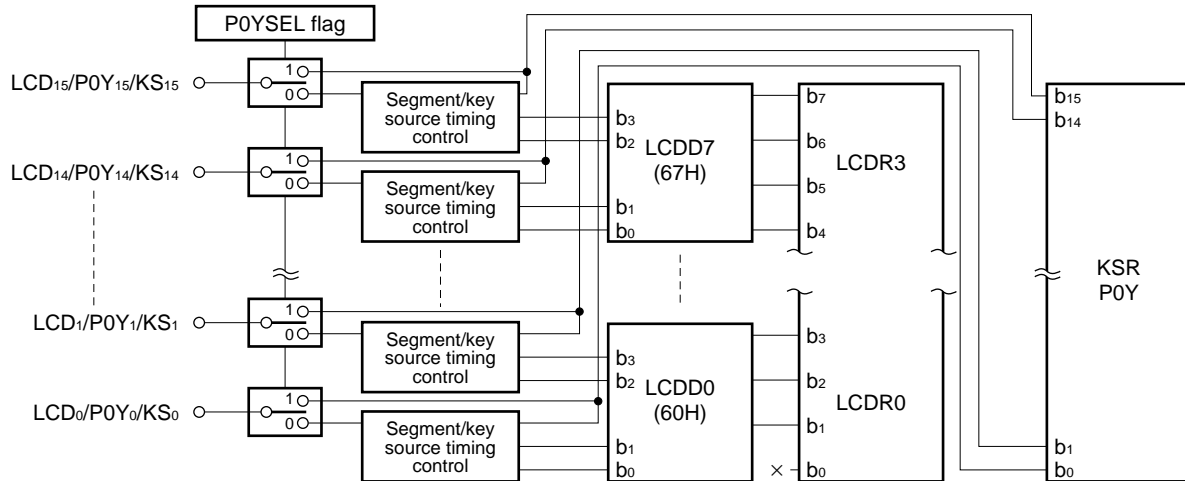 P0YSEL flag
LCD15/P0Y15/KS15
1
0
Segment/key
source timing
control
b3
b2
LCDD7
(67H)
b7
b6
b5
b4
LCDR3
b15
b14
LCD14/P0Y14/KS14
1
0
Segment/key
source timing
control
b1
b0
KSR
P0Y
LCD1/P0Y1/KS1
1
0
Segment/key
source timing
control
b3
b2
LCDD0
(60H)
b3
b2
b1
b0
LCDR0
LCD0/P0Y0/KS0
1
0
Segment/key
source timing
control
b1
b0
×
b1
b0